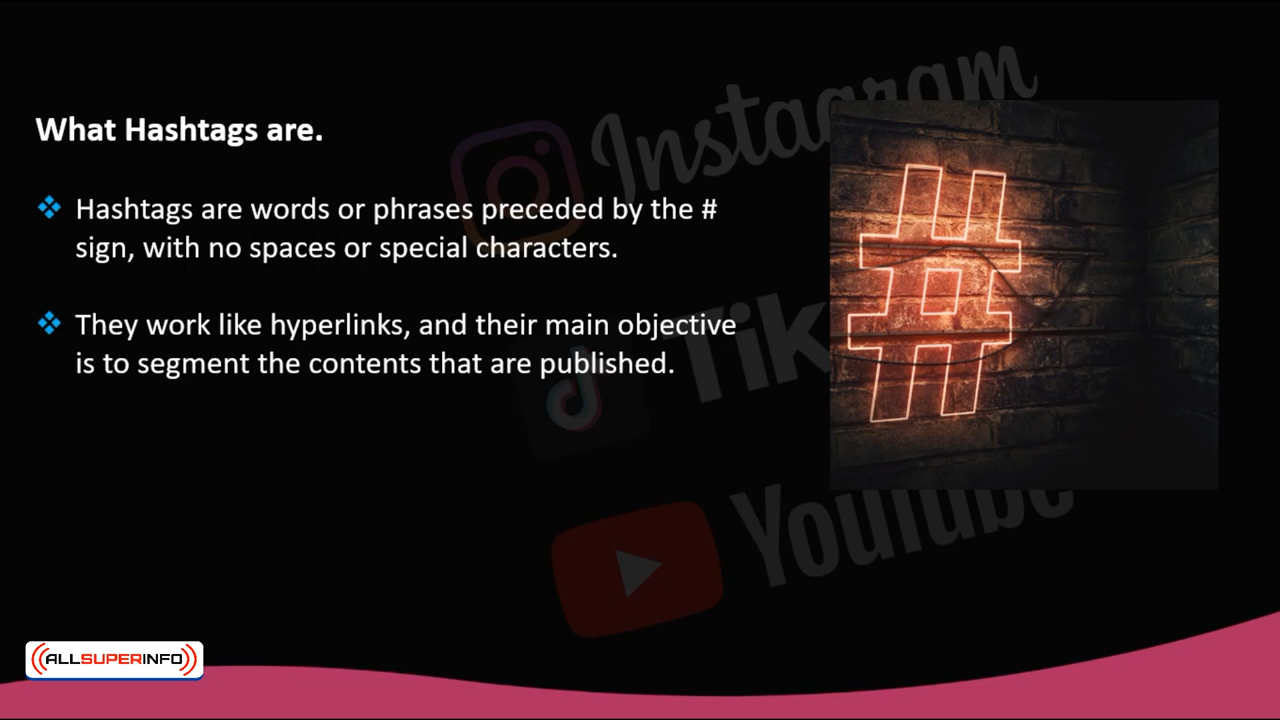 Instagram
What Hashtags are.
Hashtags are words or phrases preceded by the #
sign, with no spaces or special characters.
They work like hyperlinks, and their main objective
is to segment the contents that are published.
Tik
YouTube
ALLSUPERINFO